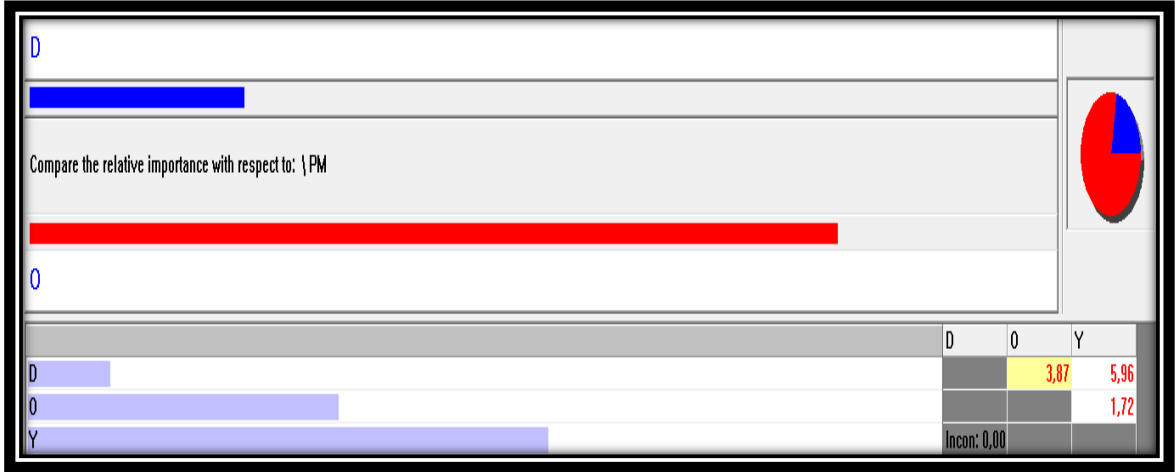 D
Compare the relative importance with respect to: \ PM
O
D O Y
D 3,87 5,96
O 1,72
Y Incon: 0,00